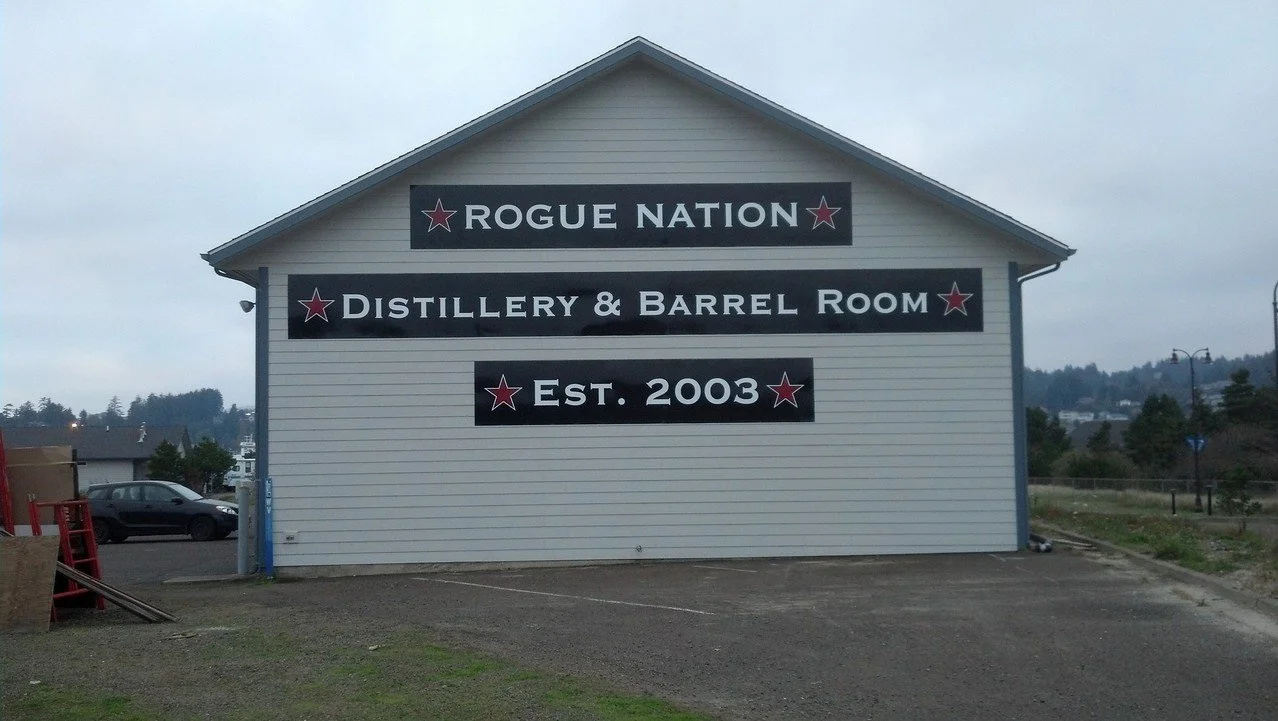 ROGUE NATION
DISTILLERY & BARREL ROOM
EST. 2003